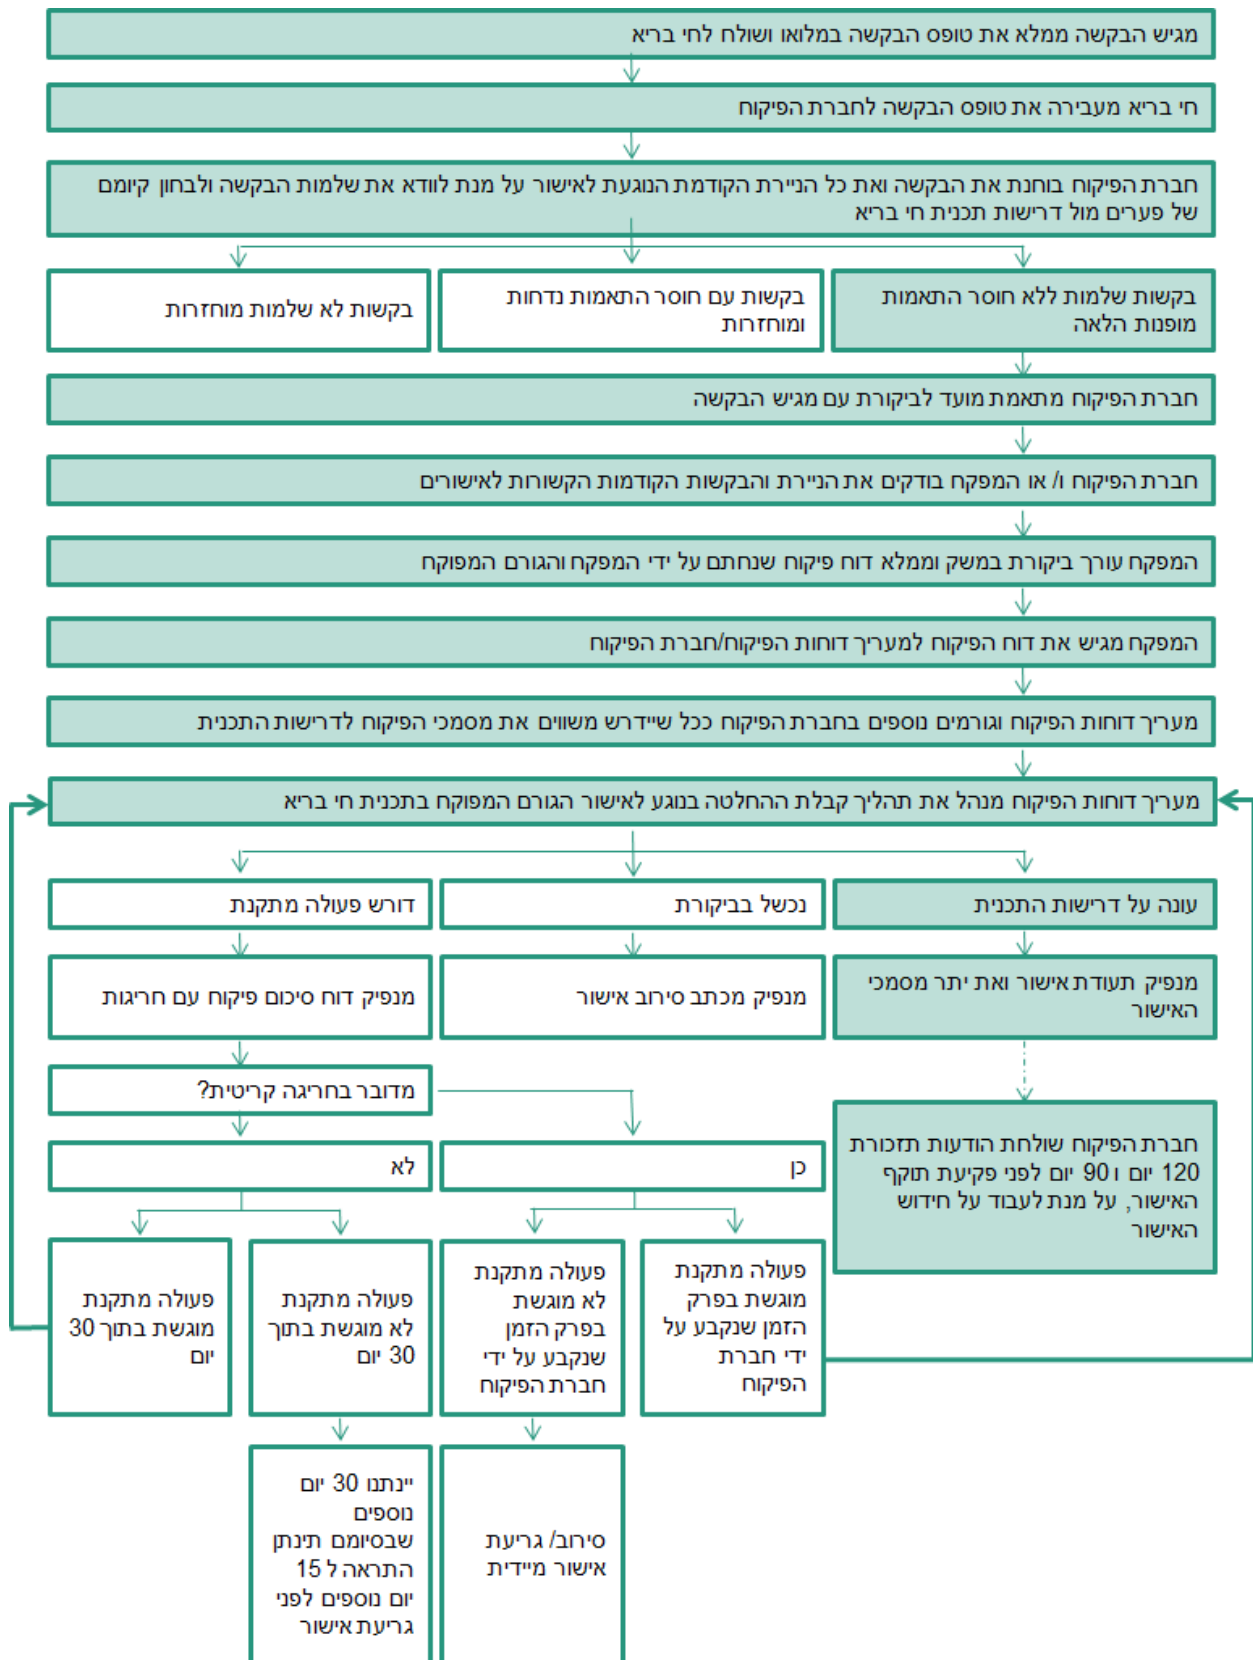 מגיש הבקשה ממלא את טופס הבקשה במלואו ושולח לחי בריא
חי בריא מעבירה את טופס הבקשה לחברת הפיקוח
חברת הפיקוח בוחנת את הבקשה ואת כל הניירת הקודמת הנוגעת לאישור על מנת לוודא את שלמות הבקשה ולבחון קיומם
של פערים מול דרישות תכנית חי בריא
בקשות שלמות ללא חוסר התאמות
מופנות הלאה
בקשות עם חוסר התאמות נדחות
ומוחזרות
בקשות לא שלמות מוחזרות
חברת הפיקוח מתאמת מועד לביקורת עם מגיש הבקשה
חברת הפיקוח ו/ או המפקח בודקים את הניירת והבקשות הקודמות הקשורות לאישורים
המפקח עורך ביקורת במשק וממלא דוח פיקוח שנחתם על ידי המפקח והגורם המפוקח
המפקח מגיש את דוח הפיקוח למעריך דוחות הפיקוח/חברת הפיקוח
מעריך דוחות הפיקוח וגורמים נוספים בחברת הפיקוח ככל שיידרש משווים את מסמכי הפיקוח לדרישות התכנית
מעריך דוחות הפיקוח מנהל את תהליך קבלת ההחלטה בנוגע לאישור הגורם המפוקח בתכנית חי בריא
עונה על דרישות התכנית
נכשל בביקורת
דורש פעולה מתקנת
מנפיק תעודת אישור ואת יתר מסמכי
האישור
מנפיק מכתב סירוב אישור
מנפיק דוח סיכום פיקוח עם חריגות
מדובר בחריגה קריטית?
חברת הפיקוח שולחת הודעות תזכורת
120 יום ו 90 יום לפני פקיעת תוקף
האישור, על מנת לעבוד על חידוש
האישור
כן
לא
פעולה מתקנת
מוגשת בפרק
הזמן שנקבע על
ידי חברת
הפיקוח
פעולה מתקנת
לא מוגשת
בפרק הזמן
שנקבע על ידי
חברת הפיקוח
פעולה מתקנת
לא מוגשת בתוך
30 יום
פעולה מתקנת
מוגשת בתוך 30
יום
סירוב/ גריעת
אישור מיידית
יינתנו 30 יום
נוספים
שבסיומם תינתן
התראה ל 15
יום נוספים לפני
גריעת אישור